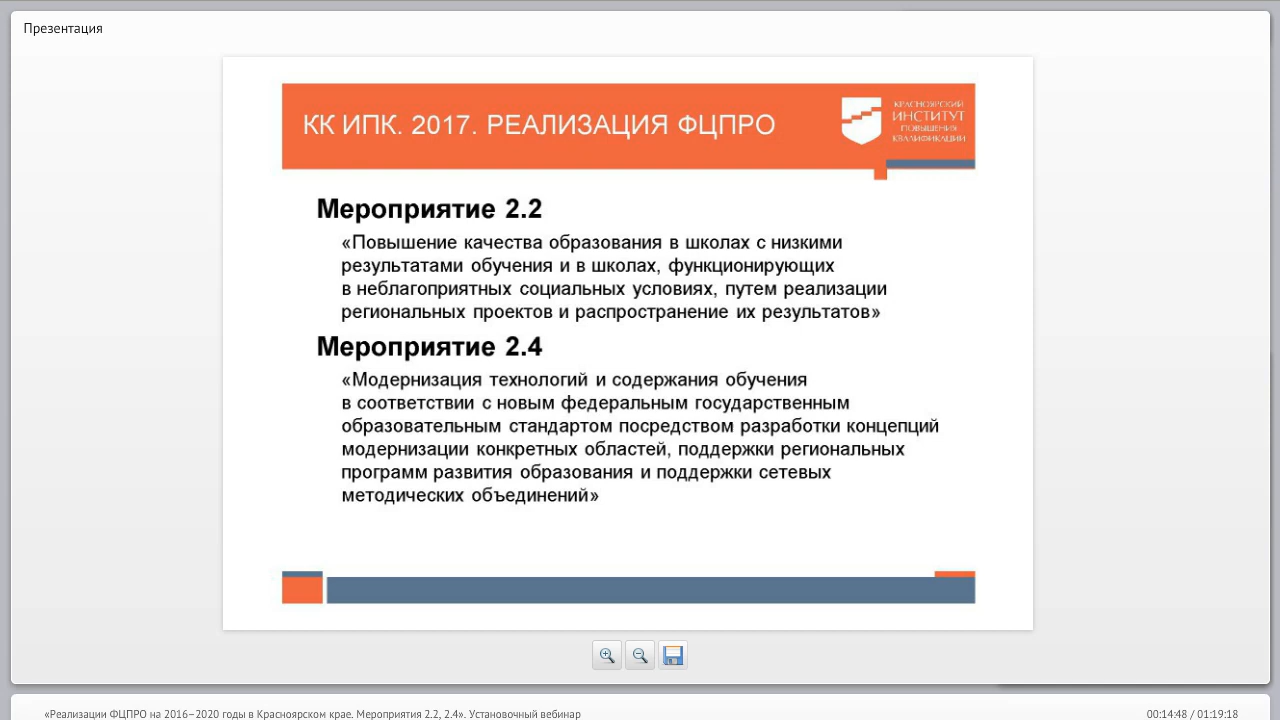 Презентация
КК ИПК. 2017. РЕАЛИЗАЦИЯ ФЦПРО
КРАСНОЯРСКИЙ
ИНСТИТУТ
ПОВЫШЕНИЯ
КВАЛИФИКАЦИИ
Мероприятие 2.2
«Повышение качества образования в школах с низкими
результатами обучения и в школах, функционирующих
в неблагоприятных социальных условиях, путем реализации
региональных проектов и распространение их результатов»
Мероприятие 2.4
«Модернизация технологий и содержания обучения
в соответствии с новым федеральным государственным
образовательным стандартом посредством разработки концепций
модернизации конкретных областей, поддержки региональных
программ развития образования и поддержки сетевых
методических объединений»
«Реализации ФЦПРО на 2016–2020 годы в Красноярском крае. Мероприятия 2.2, 2.4». Установочный вебинар
00:14:48 / 01:19:18